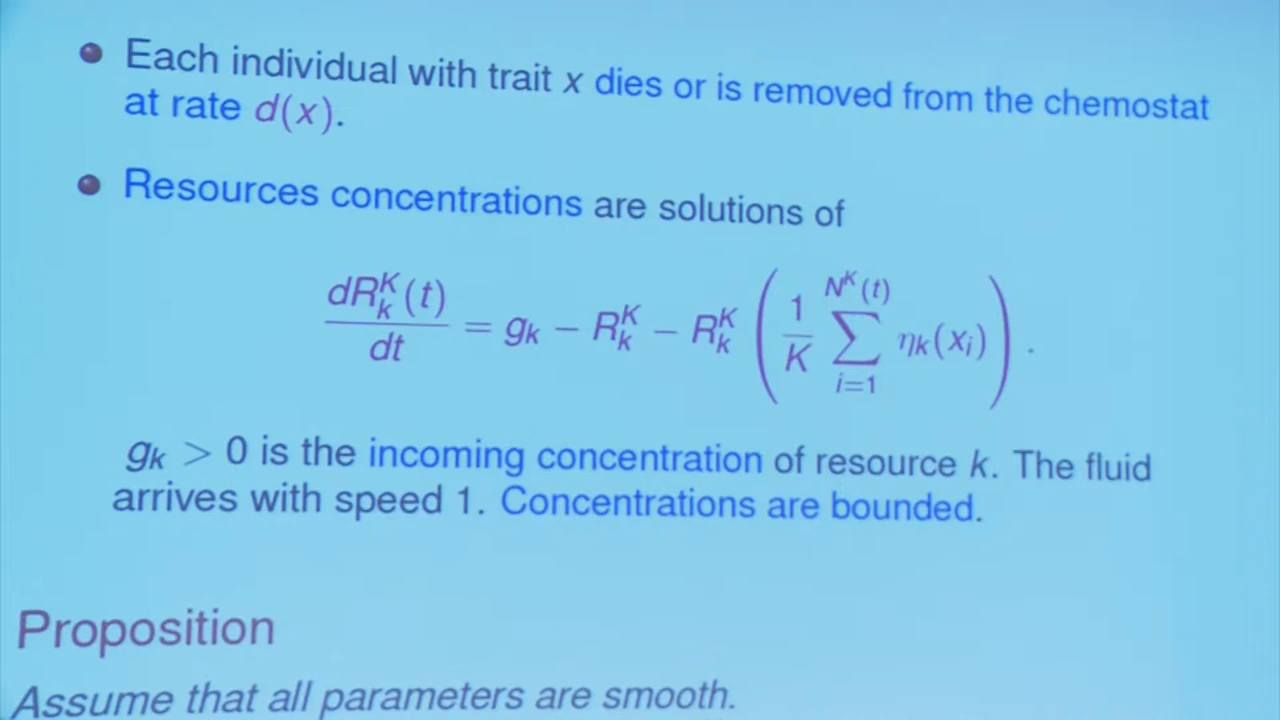 Each individual with trait x dies or is removed from the chemostat
at rate d(x).
Resources concentrations are solutions of
dR_k^K(t)/dt = g_k − R_k^K − R_k^K ( 1/K ∑_{i=1}^{N^K(t)} η_k(x_i) ) .
g_k > 0 is the incoming concentration of resource k. The fluid
arrives with speed 1. Concentrations are bounded.
Proposition
Assume that all parameters are smooth.